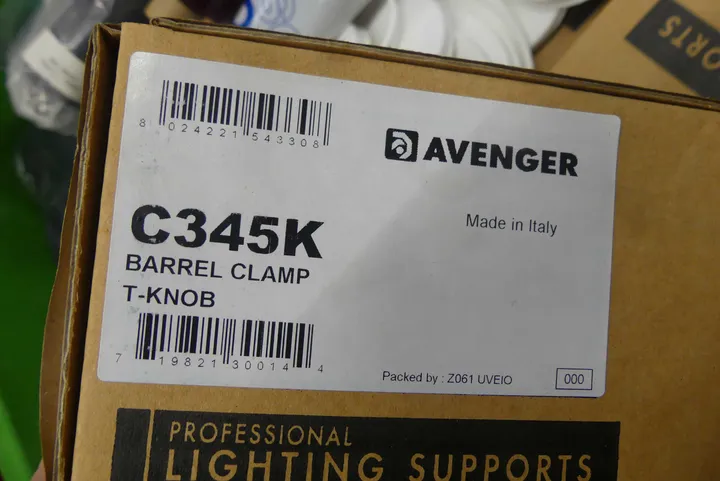 8 024221 543308
AVENGER
C345K
Made in Italy
BARREL CLAMP
T-KNOB
7 19821 30014 4
Packed by : Z061 UVEIO
000
PROFESSIONAL
LIGHTING SUPPORTS
ORTS